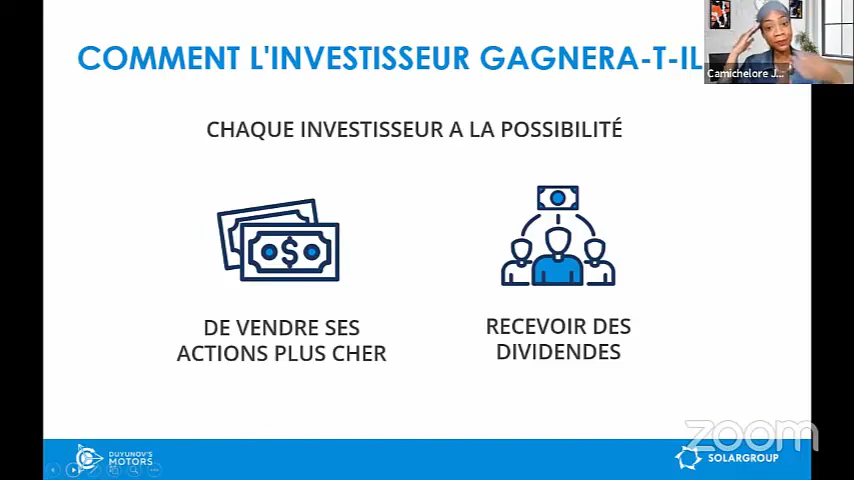 COMMENT L'INVESTISSEUR GAGNERA-T-IL
Camichelore J...
CHAQUE INVESTISSEUR A LA POSSIBILITÉ
DE VENDRE SES
ACTIONS PLUS CHER
RECEVOIR DES
DIVIDENDES
zoom
DUYUNOV'S
MOTORS
SOLARGROUP